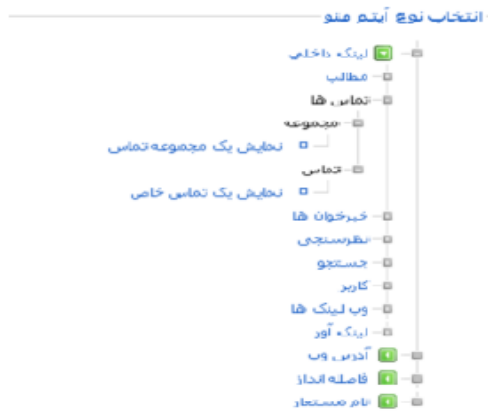 انتخاب نوع آیتم منو
لینک داخلی
مطالب
تماس ها
مجموعه
نمایش یک مجموعه تماس
تماس
نمایش یک تماس خاص
خبرخوان ها
نظرسنجی
جستجو
کاربر
وب لینک ها
لینک آور
آدرس وب
فاصله انداز
نام مستعار